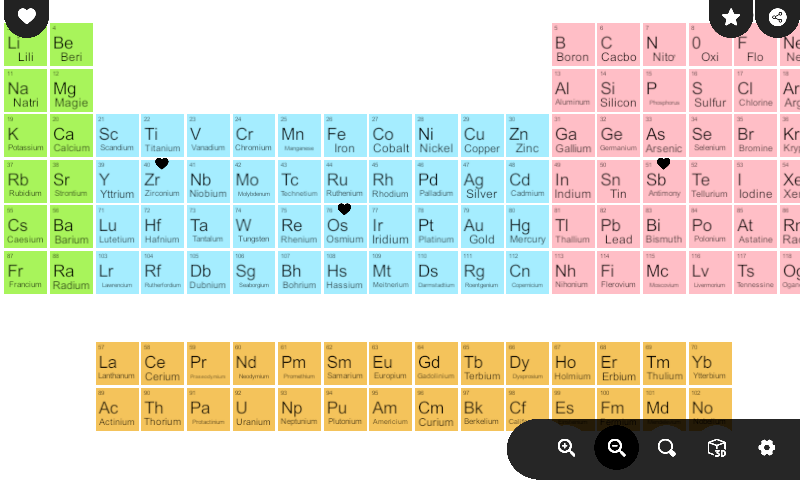 Li Be B C N 0 F Ne
4 5 6 7 8 9
Lili Beri Boron Cacbo Nito Oxi Flo
11 12 13 14 15 16 17 18
Na Mg Al Si P S Cl Ar
Natri Magie Aluminum Silicon Phosphorus Sulfur Chlorine
19 20 21 22 23 24 25 26 27 28 29 30 31 32 33 34 35 36
K Ca Sc Ti V Cr Mn Fe Co Ni Cu Zn Ga Ge As Se Br Kr
Potassium Calcium Scandium Titanium Vanadium Chromium Manganese Iron Cobalt Nickel Copper Zinc Gallium Germanium Arsenic Selenium Bromine
37 38 39 40 41 42 43 44 45 46 47 48 49 50 51 52 53
Rb Sr Y Zr Nb Mo Tc Ru Rh Pd Ag Cd In Sn Sb Te I Xe
Rubidium Strontium Yttrium Zirconium Niobium Molybdenum Technetium Ruthenium Rhodium Palladium Silver Cadmium Indium Tin Antimony Tellurium Iodine
55 56 71 72 73 74 75 76 77 78 79 80 81 82 83 84 85
Cs Ba Lu Hf Ta W Re Os Ir Pt Au Hg Tl Pb Bi Po At
Caesium Barium Lutetium Hafnium Tantalum Tungsten Rhenium Osmium Iridium Platinum Gold Mercury Thallium Lead Bismuth Polonium Astatine
87 88 103 104 105 106 107 108 109 110 111 112 113 114 115 116 117 118
Fr Ra Lr Rf Db Sg Bh Hs Mt Ds Rg Cn Nh Fi Mc Lv Ts
Francium Radium Lawrencium Rutherfordium Dubnium Seaborgium Bohrium Hassium Meitnerium Darmstadtium Roentgenium Copernicium Nihonium Flerovium Moscovium Livermorium Tennessine
57 58 59 60 61 62 63 64 65 66 67 68 69 70
La Ce Pr Nd Pm Sm Eu Gd Tb Dy Ho Er Tm Yb
Lanthanum Cerium Praseodymium Neodymium Promethium Samarium Europium Gadolinium Terbium Dysprosium Holmium Erbium Thulium Ytterbium
89 90 91 92 93 94 95 96 97 98 99 100 101 102
Ac Th Pa U Np Pu Am Cm Bk Cf Es Fm Md No
Actinium Thorium Protactinium Uranium Neptunium Plutonium Americium Curium Berkelium
3D